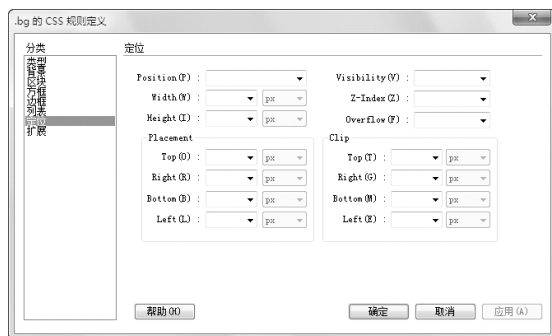 .bg 的 CSS 规则定义
分类
类型
背景
区块
方框
边框
列表
定位
扩展
定位
Position(P) :
Visibility(V) :
Width(W) : px
Z-Index(Z) :
Height(I) : px
Overflow(F) :
Placement
Top(O) : px
Right(R) : px
Bottom(B) : px
Left(L) : px
Clip
Top(T) : px
Right(G) : px
Bottom(M) : px
Left(E) : px
帮助(H)
确定
取消
应用(A)